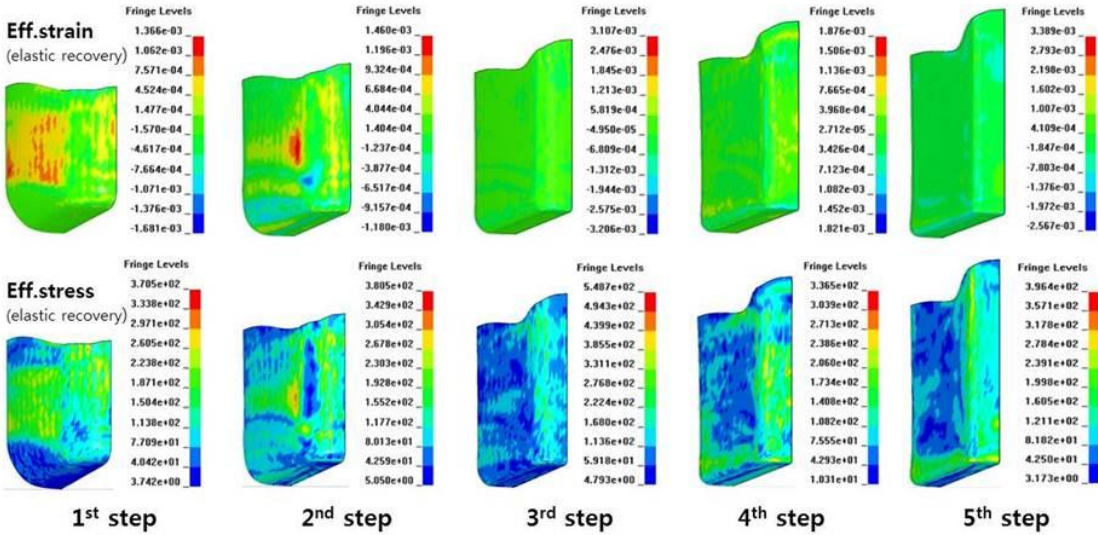 Eff.strain
(elastic recovery)
Fringe Levels
1.366e-03
1.062e-03
7.571e-04
4.524e-04
1.477e-04
-1.570e-04
-4.617e-04
-7.664e-04
-1.071e-03
-1.376e-03
-1.681e-03
Fringe Levels
1.460e-03
1.196e-03
9.324e-04
6.684e-04
4.044e-04
1.404e-04
-1.237e-04
-3.877e-04
-6.517e-04
-9.157e-04
-1.180e-03
Fringe Levels
3.107e-03
2.476e-03
1.845e-03
1.213e-03
5.819e-04
-4.950e-05
-6.809e-04
-1.312e-03
-1.944e-03
-2.575e-03
-3.206e-03
Fringe Levels
1.876e-03
1.506e-03
1.136e-03
7.665e-04
3.968e-04
2.712e-05
3.426e-04
7.123e-04
1.082e-03
1.452e-03
1.821e-03
Fringe Levels
3.389e-03
2.793e-03
2.198e-03
1.602e-03
1.007e-03
4.109e-04
-1.847e-04
-7.803e-04
-1.376e-03
-1.972e-03
-2.567e-03
Eff.stress
(elastic recovery)
Fringe Levels
3.705e+02
3.338e+02
2.971e+02
2.605e+02
2.238e+02
1.871e+02
1.504e+02
1.138e+02
7.709e+01
4.042e+01
3.742e+00
Fringe Levels
3.805e+02
3.429e+02
3.054e+02
2.678e+02
2.303e+02
1.928e+02
1.552e+02
1.177e+02
8.013e+01
4.259e+01
5.050e+00
Fringe Levels
5.487e+02
4.943e+02
4.399e+02
3.855e+02
3.311e+02
2.768e+02
2.224e+02
1.680e+02
1.136e+02
5.918e+01
4.793e+00
Fringe Levels
3.365e+02
3.039e+02
2.713e+02
2.386e+02
2.060e+02
1.734e+02
1.408e+02
1.082e+02
7.555e+01
4.293e+01
1.031e+01
Fringe Levels
3.964e+02
3.571e+02
3.178e+02
2.784e+02
2.391e+02
1.998e+02
1.605e+02
1.211e+02
8.182e+01
4.250e+01
3.173e+00
1st step
2nd step
3rd step
4th step
5th step